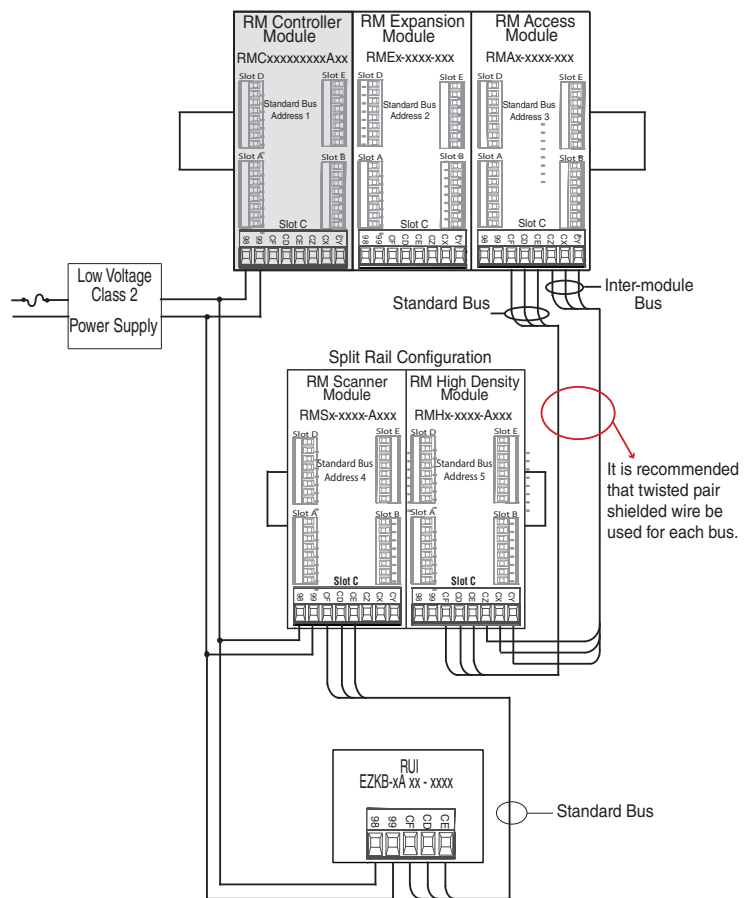 RM Controller
Module
RMCxxxxxxxxxAxx
Slot D
Slot E
Standard Bus
Address 1
Slot A
Slot B
Slot C
98
99
CF
CD
CE
CZ
CX
CY
RM Expansion
Module
RMEx-xxxx-xxx
Slot D
Slot E
Standard Bus
Address 2
Slot A
Slot B
Slot C
98
99
CF
CD
CE
CZ
CX
CY
RM Access
Module
RMAx-xxxx-xxx
Slot D
Slot E
Standard Bus
Address 3
Slot A
Slot B
Slot C
98
99
CF
CD
CE
CZ
CX
CY
Low Voltage
Class 2
Power Supply
Standard Bus
Inter-module
Bus
Split Rail Configuration
RM Scanner
Module
RMSx-xxxx-Axxx
Slot D
Slot E
Standard Bus
Address 4
Slot A
Slot B
Slot C
98
99
CF
CD
CE
CZ
CX
CY
RM High Density
Module
RMHx-xxxx-Axxx
Slot D
Slot E
Standard Bus
Address 5
Slot A
Slot B
Slot C
98
99
CF
CD
CE
CZ
CX
CY
It is recommended
that twisted pair
shielded wire be
used for each bus.
RUI
EZKB-xA xx - xxxx
98
99
CF
CD
CE
Standard Bus